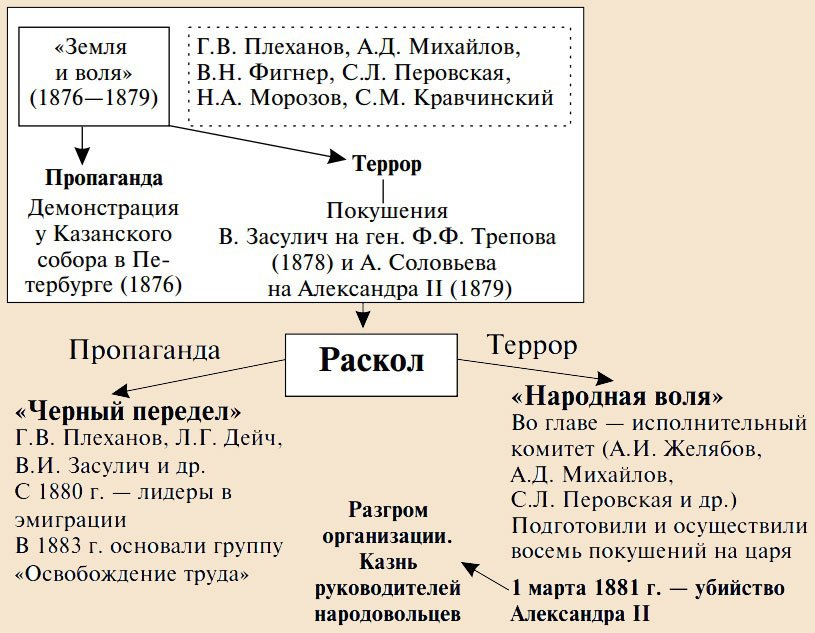 «Земля
и воля»
(1876—1879)
Г.В. Плеханов, А.Д. Михайлов,
В.Н. Фигнер, С.Л. Перовская,
Н.А. Морозов, С.М. Кравчинский
Пропаганда
Демонстрация
у Казанского
собора в Пе-
тербурге (1876)
Террор
Покушения
В. Засулич на ген. Ф.Ф. Трепова
(1878) и А. Соловьева
на Александра II (1879)
Раскол
Пропаганда
Террор
«Черный передел»
Г.В. Плеханов, Л.Г. Дейч,
В.И. Засулич и др.
С 1880 г. — лидеры в
эмиграции
В 1883 г. основали группу
«Освобождение труда»
«Народная воля»
Во главе — исполнительный
комитет (А.И. Желябов,
А.Д. Михайлов,
С.Л. Перовская и др.)
Подготовили и осуществили
восемь покушений на царя
1 марта 1881 г. — убийство
Александра II
Разгром
организации.
Казнь
руководителей
народовольцев